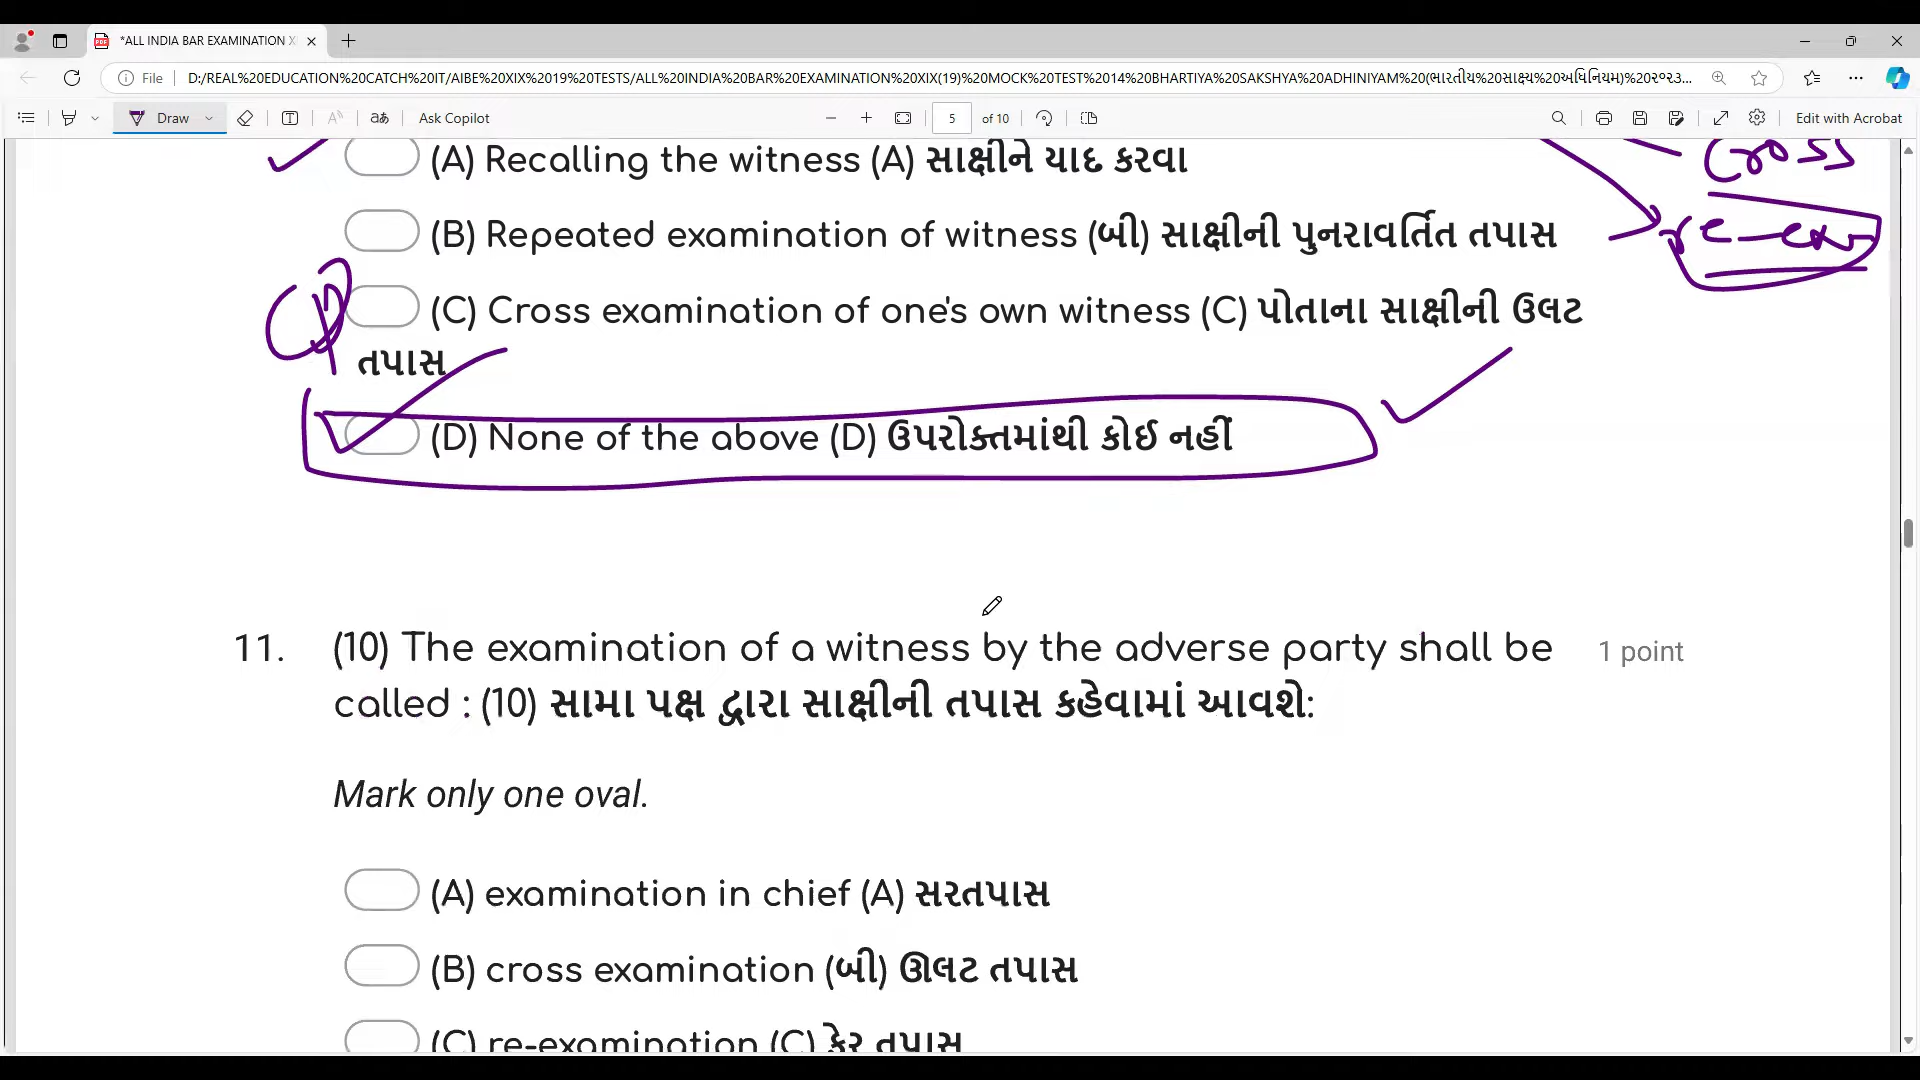 *ALL INDIA BAR EXAMINATION X
File
D:/REAL%20EDUCATION%20CATCH%20IT/AIBE%20XIX%2019%20TESTS/ALL%20INDIA%20BAR%20EXAMINATION%20XIX(19)%20MOCK%20TEST%2014%20BHARTIYA%20SAKSHYA%20ADHINIYAM%20(ભારતીય%20સાક્ષ્ય%20અધિનિયમ)%20૨૦૨૩...
Draw
Ask Copilot
5 of 10
Edit with Acrobat
Cross
(A) Recalling the witness (A) સાક્ષીને યાદ કરવા
(B) Repeated examination of witness (બી) સાક્ષીની પુનરાવર્તિત તપાસ
re-exam
(C) Cross examination of one's own witness (C) પોતાના સાક્ષીની ઉલટ
તપાસ
(D) None of the above (D) ઉપરોક્તમાંથી કોઈ નહીં
11. (10) The examination of a witness by the adverse party shall be 1 point
called : (10) સામા પક્ષ દ્વારા સાક્ષીની તપાસ કહેવામાં આવશે:
Mark only one oval.
(A) examination in chief (A) સરતપાસ
(B) cross examination (બી) ઊલટ તપાસ
(C) re-examination (C) ફેર તપાસ